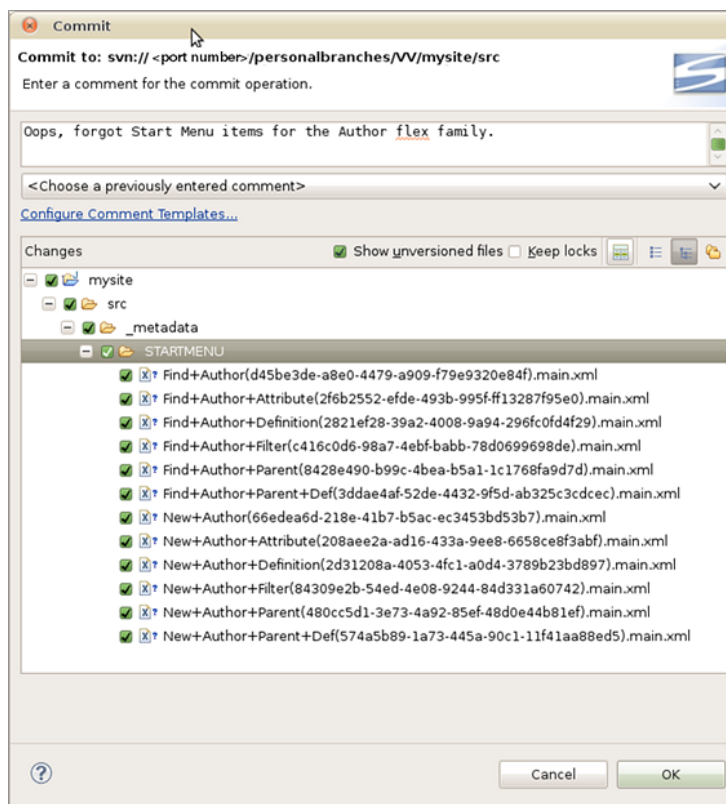 Commit
Commit to: svn:// <port number>/personalbranches/VV/mysite/src
Enter a comment for the commit operation.
Oops, forgot Start Menu items for the Author flex family.
<Choose a previously entered comment>
Configure Comment Templates...
Changes Show unversioned files Keep locks
mysite
src
_metadata
STARTMENU
Find+Author(d45be3de-a8e0-4479-a909-f79e9320e84f).main.xml
Find+Author+Attribute(2f6b2552-efde-493b-995f-ff13287f95e0).main.xml
Find+Author+Definition(2821ef28-39a2-4008-9a94-296fc0fd4f29).main.xml
Find+Author+Filter(c416c0d6-98a7-4ebf-babb-78d0699698de).main.xml
Find+Author+Parent(8428e490-b99c-4bea-b5a1-1c1768fa9d7d).main.xml
Find+Author+Parent+Def(3ddae4af-52de-4432-9f5d-ab325c3cdcec).main.xml
New+Author(66edea6d-218e-41b7-b5ac-ec3453bd53b7).main.xml
New+Author+Attribute(208aee2a-ad16-433a-9ee8-6658ce8f3abf).main.xml
New+Author+Definition(2d31208a-4053-4fc1-a0d4-3789b23bd897).main.xml
New+Author+Filter(84309e2b-54ed-4e08-9244-84d331a60742).main.xml
New+Author+Parent(480cc5d1-3e73-4a92-85ef-48d0e44b81ef).main.xml
New+Author+Parent+Def(574a5b89-1a73-445a-90c1-11f41aa88ed5).main.xml
Cancel OK